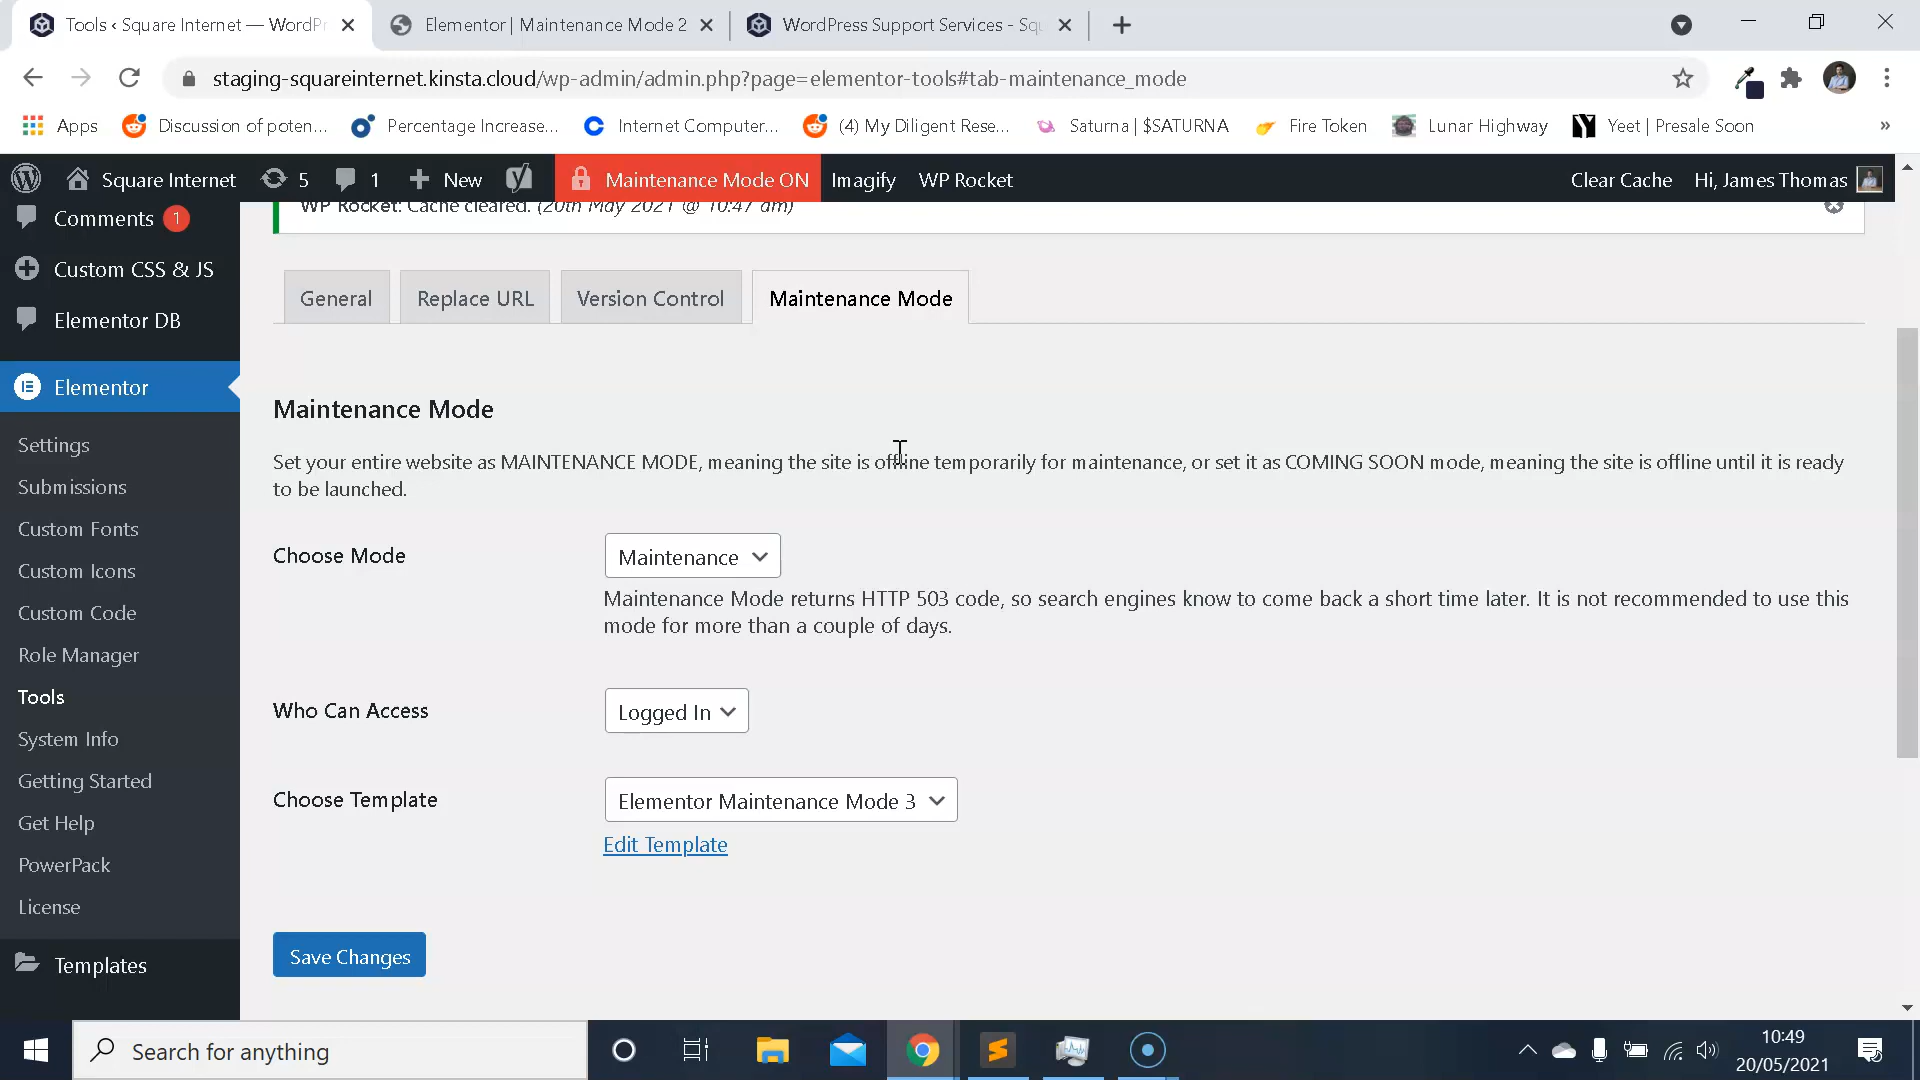 Tools ‹ Square Internet — WordPr
Elementor | Maintenance Mode 2
WordPress Support Services - Squ
staging-squareinternet.kinsta.cloud/wp-admin/admin.php?page=elementor-tools#tab-maintenance_mode
Apps
Discussion of poten...
Percentage Increase...
Internet Computer...
(4) My Diligent Rese...
Saturna | $SATURNA
Fire Token
Lunar Highway
Yeet | Presale Soon
»
Square Internet
5
1
New
Maintenance Mode ON
Imagify
WP Rocket
Clear Cache
Hi, James Thomas
Comments 1
Custom CSS & JS
Elementor DB
Elementor
Settings
Submissions
Custom Fonts
Custom Icons
Custom Code
Role Manager
Tools
System Info
Getting Started
Get Help
PowerPack
License
Templates
WP Rocket: Cache cleared. (20th May 2021 @ 10:47 am)
General
Replace URL
Version Control
Maintenance Mode
Maintenance Mode
Set your entire website as MAINTENANCE MODE, meaning the site is offline temporarily for maintenance, or set it as COMING SOON mode, meaning the site is offline until it is ready
to be launched.
Choose Mode
Maintenance
Maintenance Mode returns HTTP 503 code, so search engines know to come back a short time later. It is not recommended to use this
mode for more than a couple of days.
Who Can Access
Logged In
Choose Template
Elementor Maintenance Mode 3
Edit Template
Save Changes
Search for anything
10:49
20/05/2021